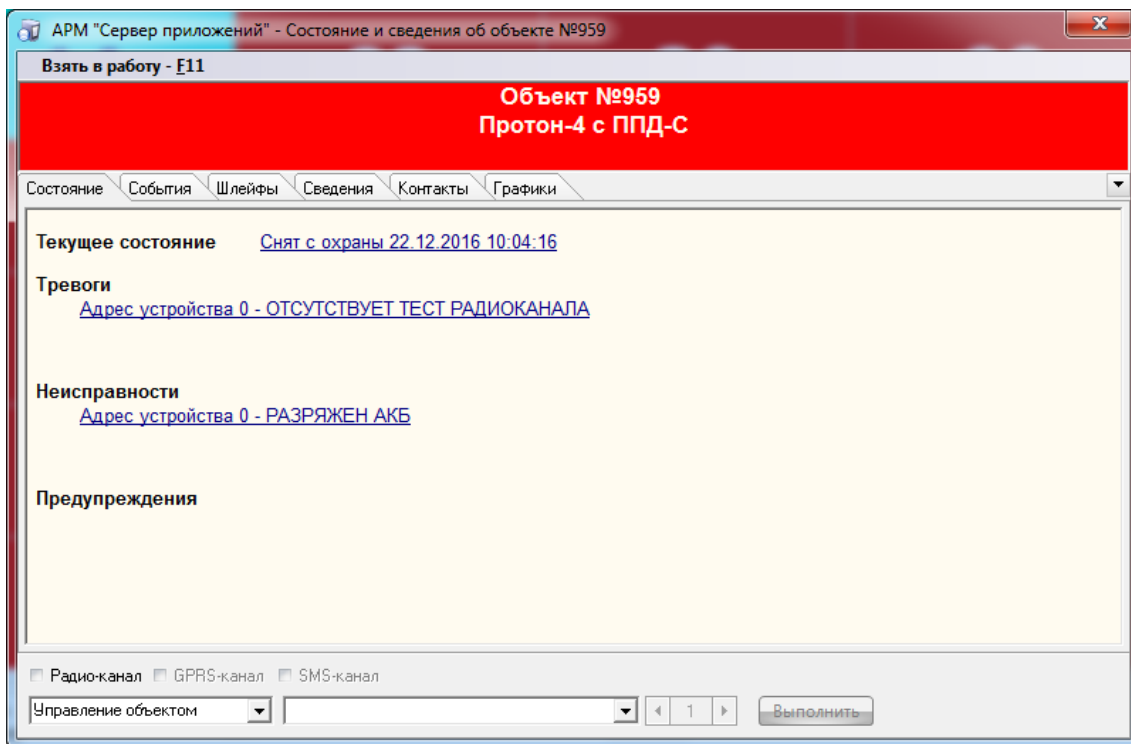 АРМ "Сервер приложений" - Состояние и сведения об объекте №959
Взять в работу - F11
Объект №959
Протон-4 с ППД-С
Состояние События Шлейфы Сведения Контакты Графики
Текущее состояние Снят с охраны 22.12.2016 10:04:16
Тревоги
Адрес устройства 0 - ОТСУТСТВУЕТ ТЕСТ РАДИОКАНАЛА
Неисправности
Адрес устройства 0 - РАЗРЯЖЕН АКБ
Предупреждения
Радио-канал GPRS-канал SMS-канал
Управление объектом 1 Выполнить